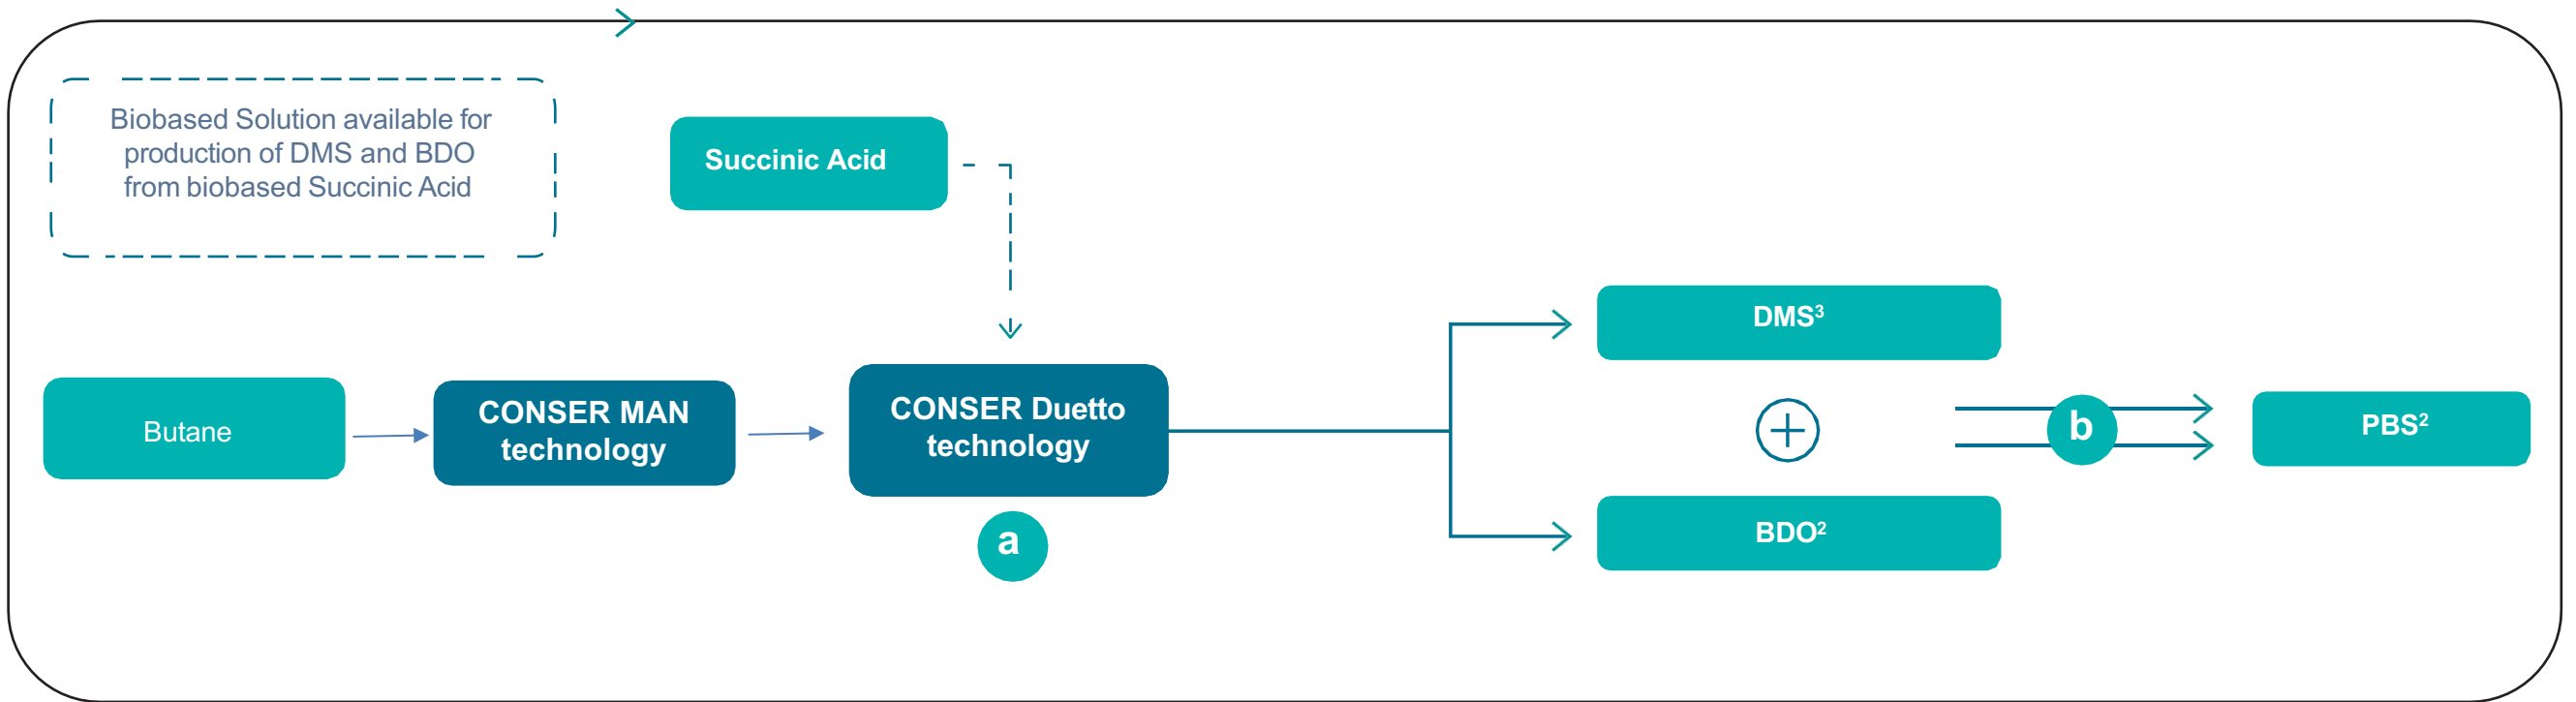 Biobased Solution available for
production of DMS and BDO
from biobased Succinic Acid
Succinic Acid
Butane
CONSER MAN
technology
CONSER Duetto
technology
a
DMS³
BDO²
b
PBS²